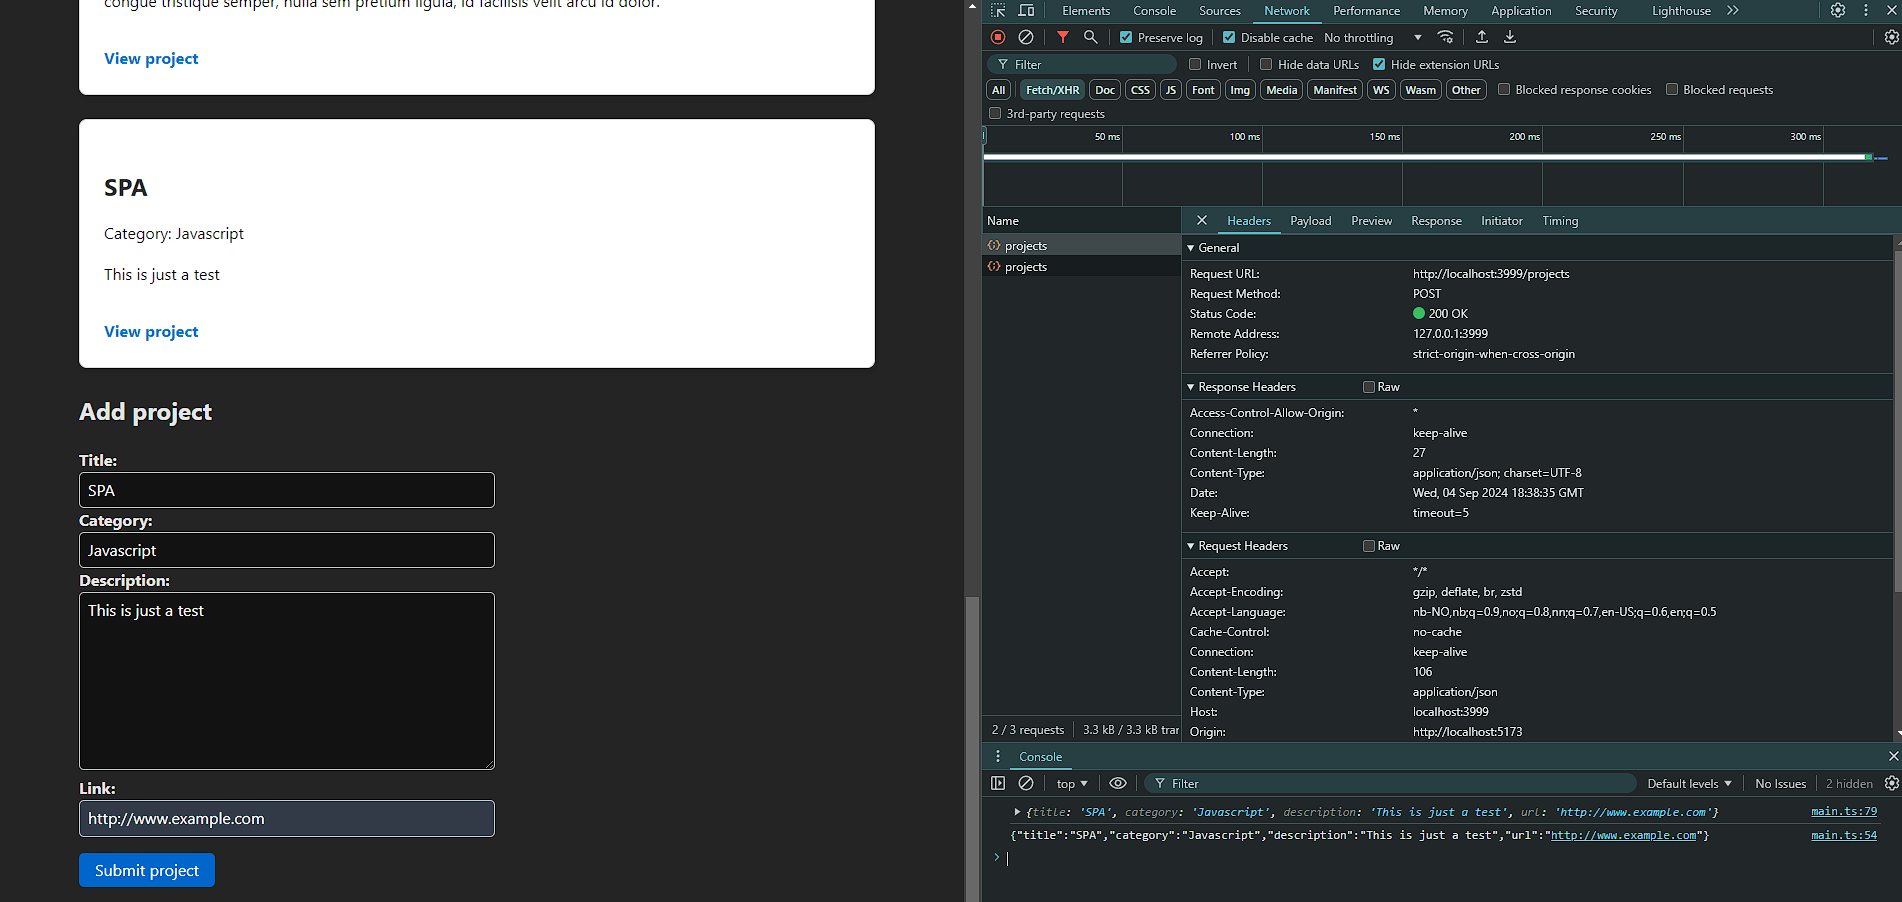 congue tristique semper, nulla sem pretium ligula, id facilisis velit arcu id dolor.
View project
SPA
Category: Javascript
This is just a test
View project
Add project
Title:
SPA
Category:
Javascript
Description:
This is just a test
Link:
http://www.example.com
Submit project
Elements Console Sources Network Performance Memory Application Security Lighthouse
Preserve log Disable cache No throttling
Filter Invert Hide data URLs Hide extension URLs
All Fetch/XHR Doc CSS JS Font Img Media Manifest WS Wasm Other Blocked response cookies Blocked requests
3rd-party requests
50 ms 100 ms 150 ms 200 ms 250 ms 300 ms
Name
projects
projects
2 / 3 requests 3.3 kB / 3.3 kB trar
Headers Payload Preview Response Initiator Timing
General
Request URL: http://localhost:3999/projects
Request Method: POST
Status Code: 200 OK
Remote Address: 127.0.0.1:3999
Referrer Policy: strict-origin-when-cross-origin
Response Headers Raw
Access-Control-Allow-Origin: *
Connection: keep-alive
Content-Length: 27
Content-Type: application/json; charset=UTF-8
Date: Wed, 04 Sep 2024 18:38:35 GMT
Keep-Alive: timeout=5
Request Headers Raw
Accept: */*
Accept-Encoding: gzip, deflate, br, zstd
Accept-Language: nb-NO,nb;q=0.9,no;q=0.8,nn;q=0.7,en-US;q=0.6,en;q=0.5
Cache-Control: no-cache
Connection: keep-alive
Content-Length: 106
Content-Type: application/json
Host: localhost:3999
Origin: http://localhost:5173
Console
top Filter Default levels No Issues 2 hidden
{title: 'SPA', category: 'Javascript', description: 'This is just a test', url: 'http://www.example.com'} main.ts:79
{"title":"SPA","category":"Javascript","description":"This is just a test","url":"http://www.example.com"} main.ts:54